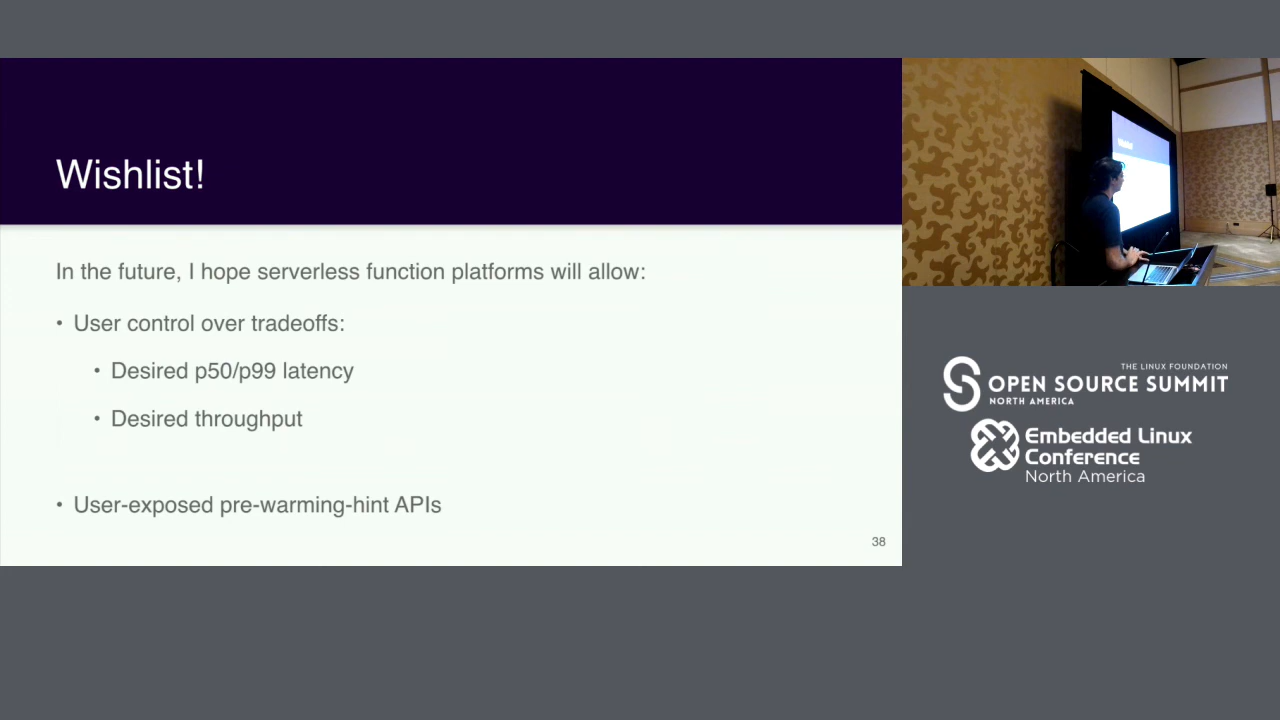 Wishlist!
In the future, I hope serverless function platforms will allow:
• User control over tradeoffs:
• Desired p50/p99 latency
• Desired throughput
• User-exposed pre-warming-hint APIs
38
THE LINUX FOUNDATION
OPEN SOURCE SUMMIT
NORTH AMERICA
Embedded Linux
Conference
North America